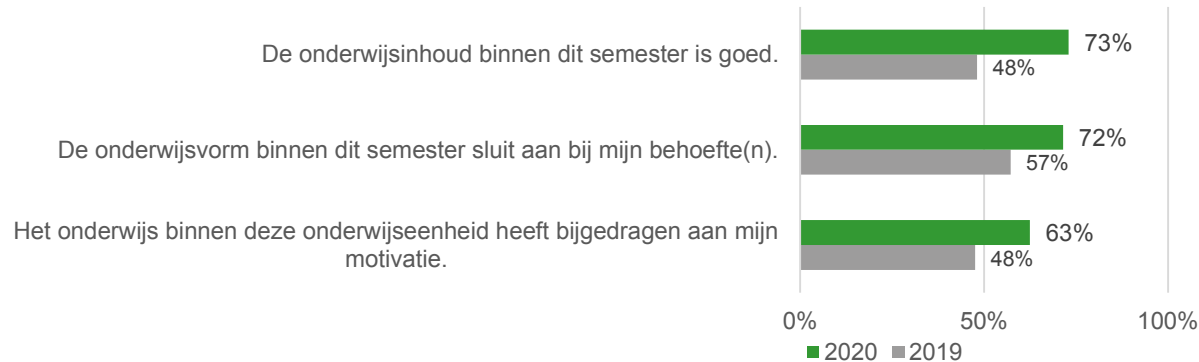 De onderwijsinhoud binnen dit semester is goed.
73%
48%
De onderwijsvorm binnen dit semester sluit aan bij mijn behoefte(n).
72%
57%
Het onderwijs binnen deze onderwijseenheid heeft bijgedragen aan mijn
motivatie.
63%
48%
0% 50% 100%
2020 2019